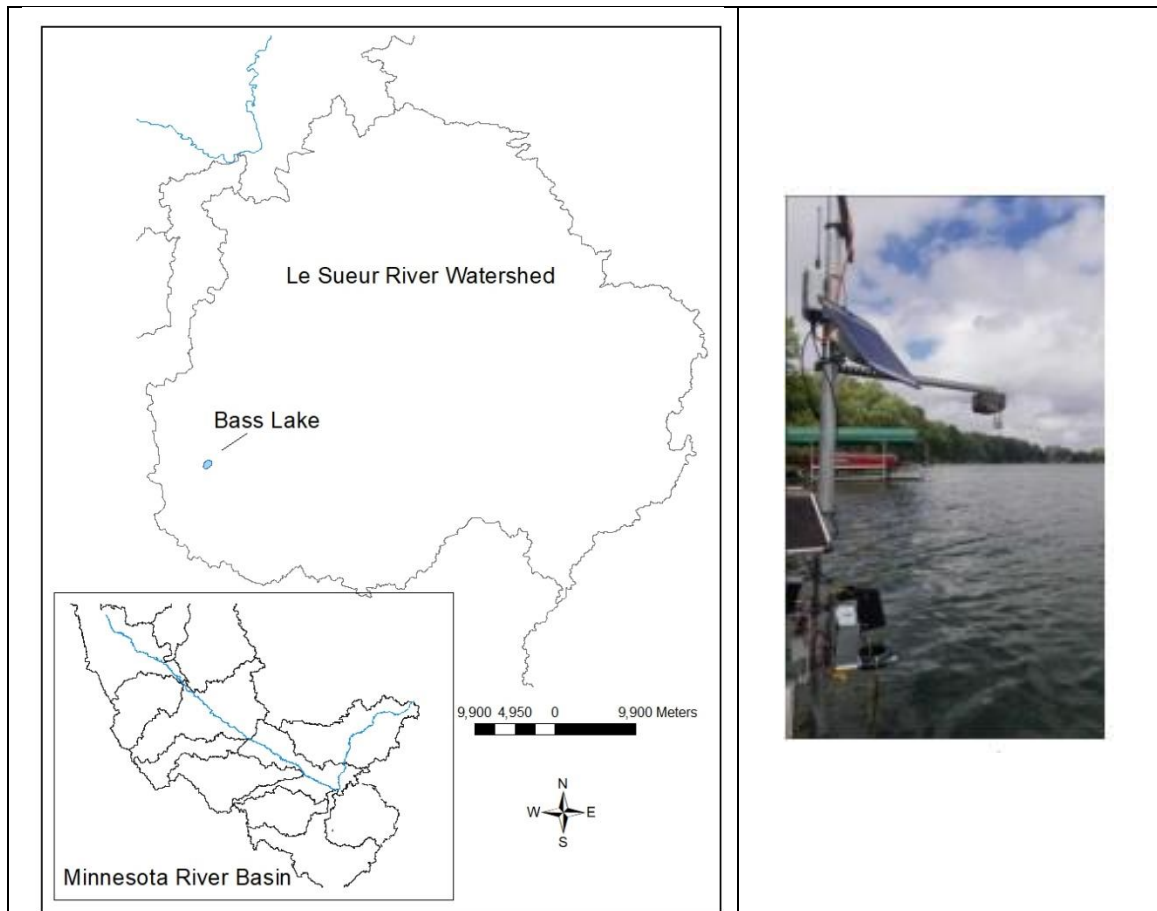 Le Sueur River Watershed
Bass Lake
9,900 4,950 0 9,900 Meters
N
W E
S
Minnesota River Basin